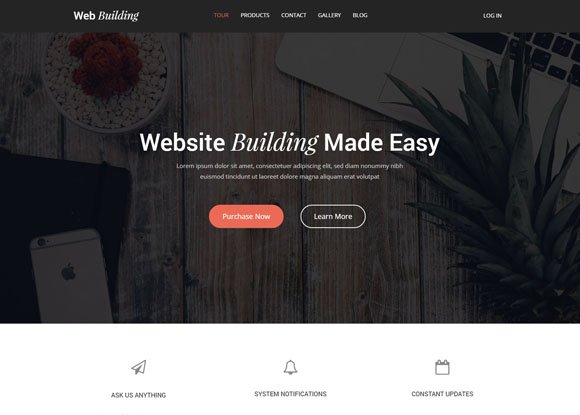 Web Building
TOUR PRODUCTS CONTACT GALLERY BLOG LOG IN
Website Building Made Easy
Lorem ipsum dolor sit amet, consectetuer adipiscing elit, sed diam nonummy nibh
euismod tincidunt ut laoreet dolore magna aliquam erat volutpat
Purchase Now Learn More
ASK US ANYTHING SYSTEM NOTIFICATIONS CONSTANT UPDATES